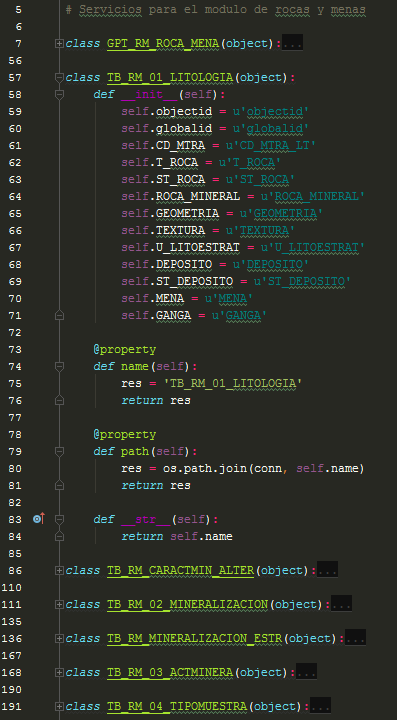 5 # Servicios para el modulo de rocas y menas
6
7 class GPT_RM_ROCA_MENA(object):...
56
57 class TB_RM_01_LITOLOGIA(object):
58     def __init__(self):
59         self.objectid = u'objectid'
60         self.globalid = u'globalid'
61         self.CD_MTRA = u'CD_MTRA_LT'
62         self.T_ROCA = u'T_ROCA'
63         self.ST_ROCA = u'ST_ROCA'
64         self.ROCA_MINERAL = u'ROCA_MINERAL'
65         self.GEOMETRIA = u'GEOMETRIA'
66         self.TEXTURA = u'TEXTURA'
67         self.U_LITOESTRAT = u'U_LITOESTRAT'
68         self.DEPOSITO = u'DEPOSITO'
69         self.ST_DEPOSITO = u'ST_DEPOSITO'
70         self.MENA = u'MENA'
71         self.GANGA = u'GANGA'
72
73     @property
74     def name(self):
75         res = 'TB_RM_01_LITOLOGIA'
76         return res
77
78     @property
79     def path(self):
80         res = os.path.join(conn, self.name)
81         return res
82
83     def __str__(self):
84         return self.name
85
86 class TB_RM_CARACTMIN_ALTER(object):...
110
111 class TB_RM_02_MINERALIZACION(object):...
135
136 class TB_RM_MINERALIZACION_ESTR(object):...
167
168 class TB_RM_03_ACTMINERA(object):...
190
191 class TB_RM_04_TIPOMUESTRA(object):...